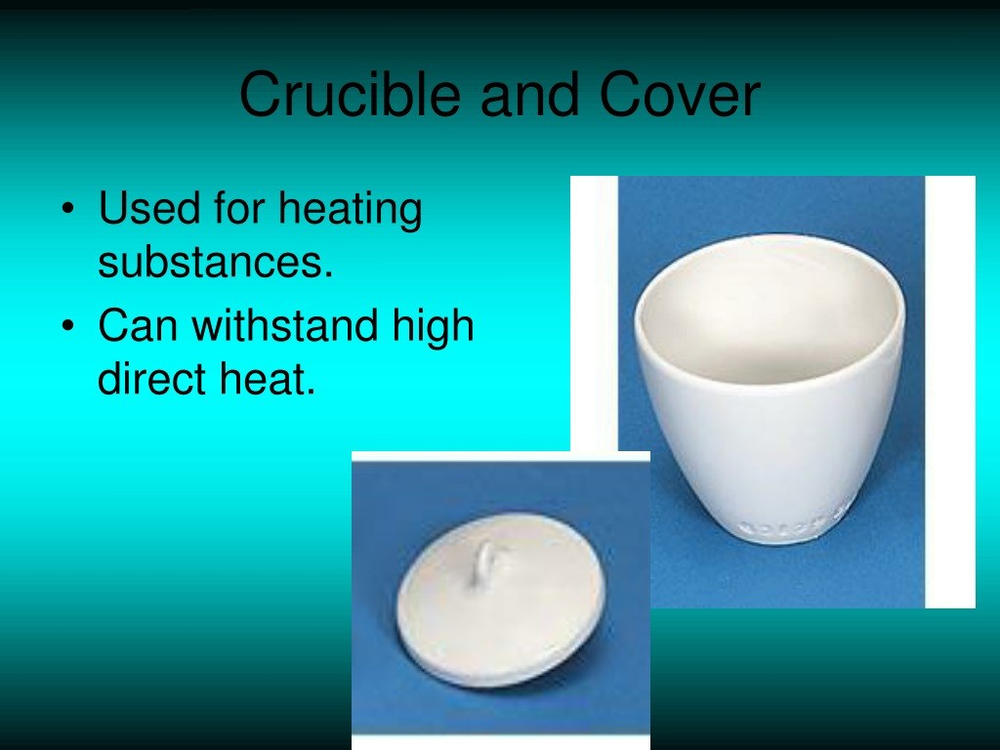 Crucible and Cover
• Used for heating
substances.
• Can withstand high
direct heat.